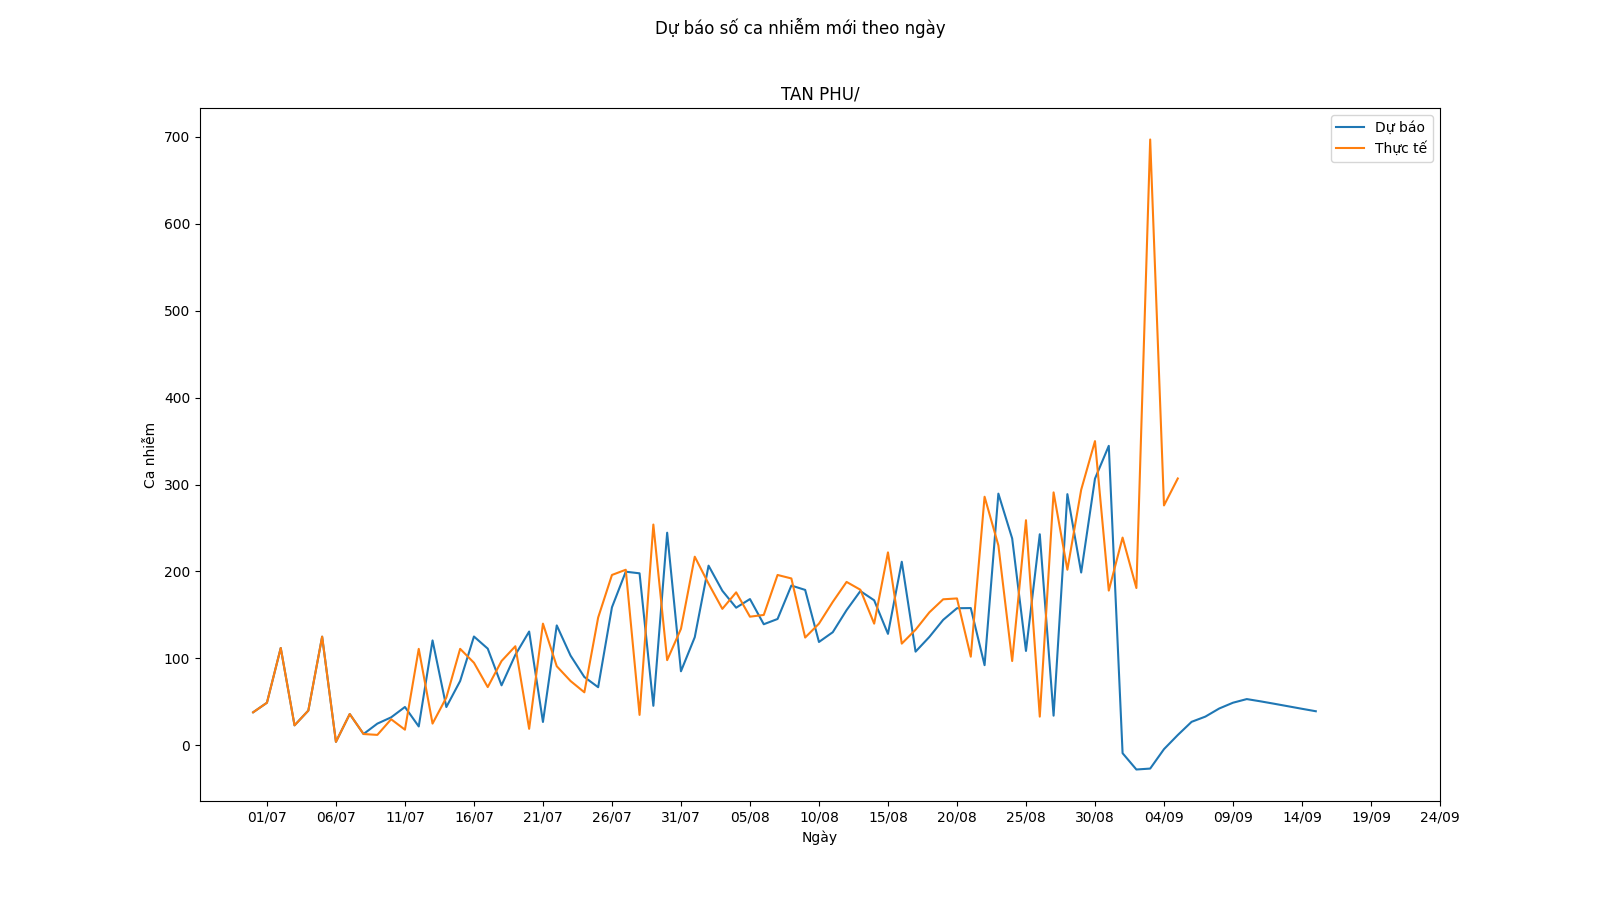 Dự báo số ca nhiễm mới theo ngày
TAN PHU/
Dự báo
Thực tế
700
600
500
400
300
200
100
0
Ca nhiễm
01/07 06/07 11/07 16/07 21/07 26/07 31/07 05/08 10/08 15/08 20/08 25/08 30/08 04/09 09/09 14/09 19/09 24/09
Ngày